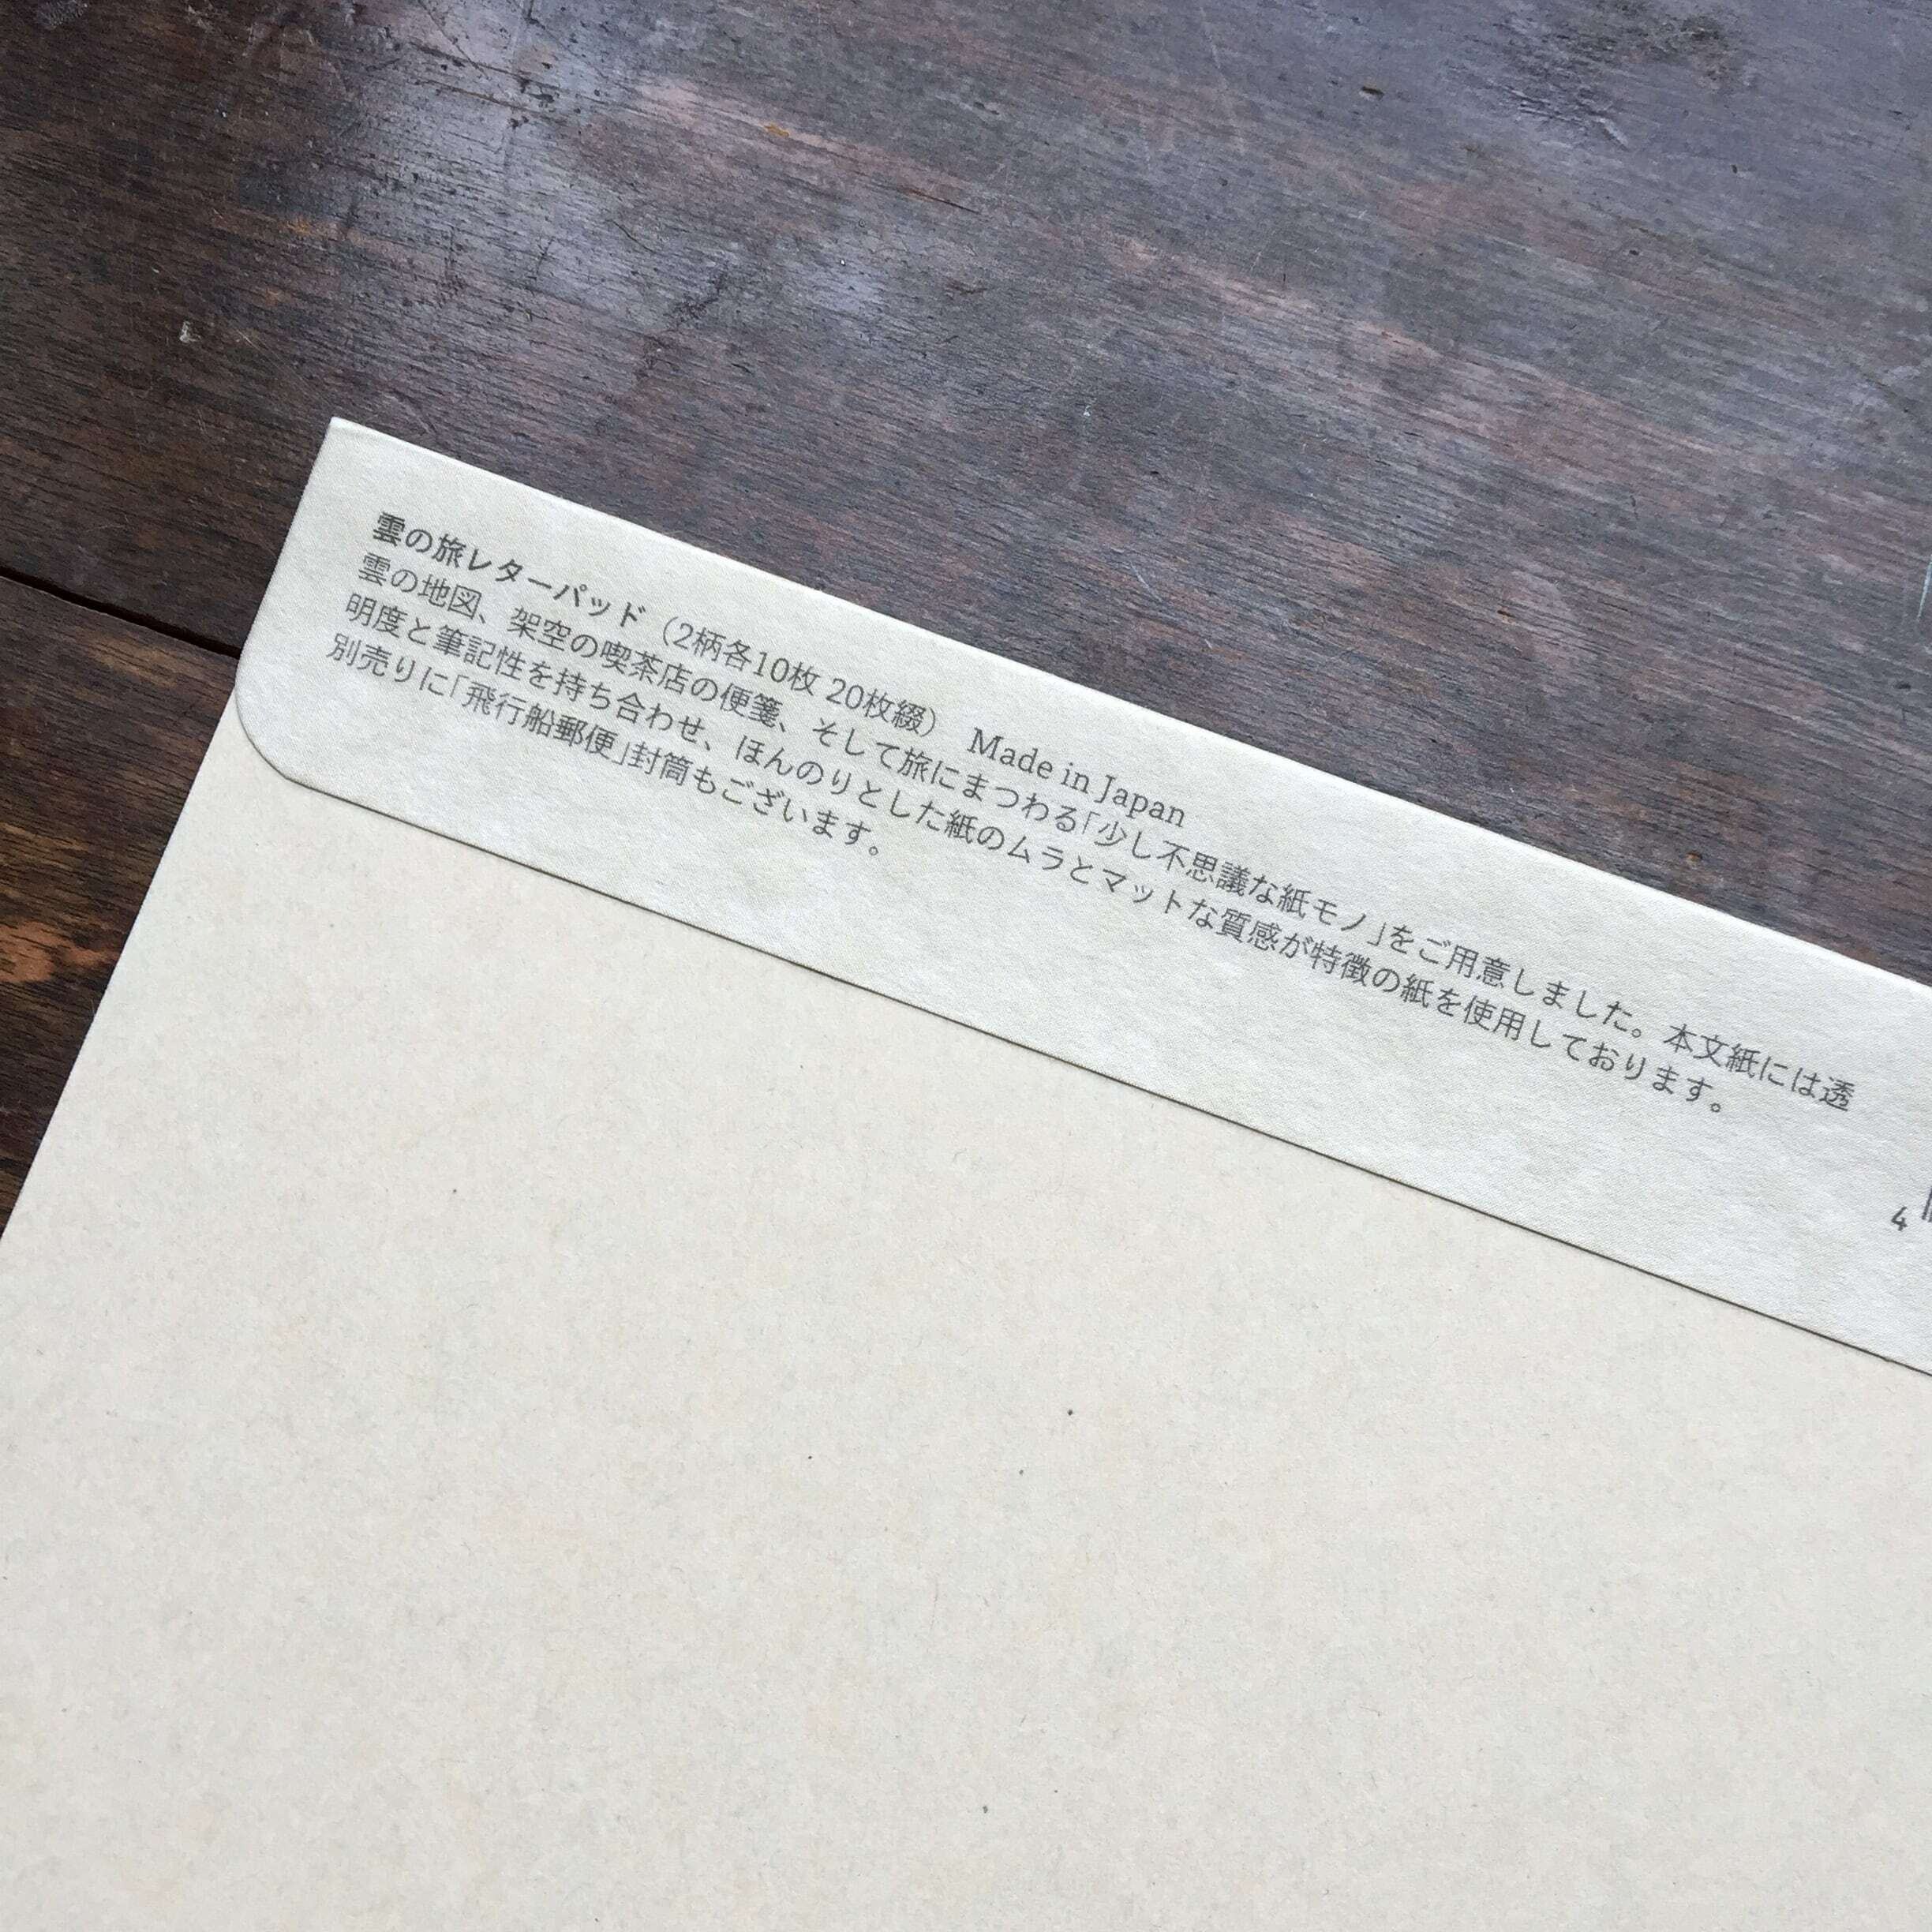 雲の旅レターパッド（2柄各10枚 20枚綴） Made in Japan
雲の地図、架空の喫茶店の便箋、そして旅にまつわる「少し不思議な紙モノ」をご用意しました。本文紙には透
明度と筆記性を持ち合わせ、ほんのりとした紙のムラとマットな質感が特徴の紙を使用しております。
別売りに「飛行船郵便」封筒もございます。
4